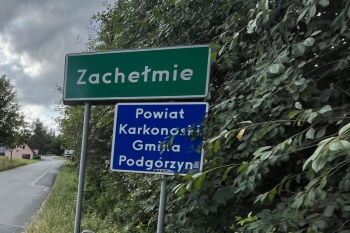 Zachełmie
Powiat
Karkonoski
Gmina
Podgórzyn